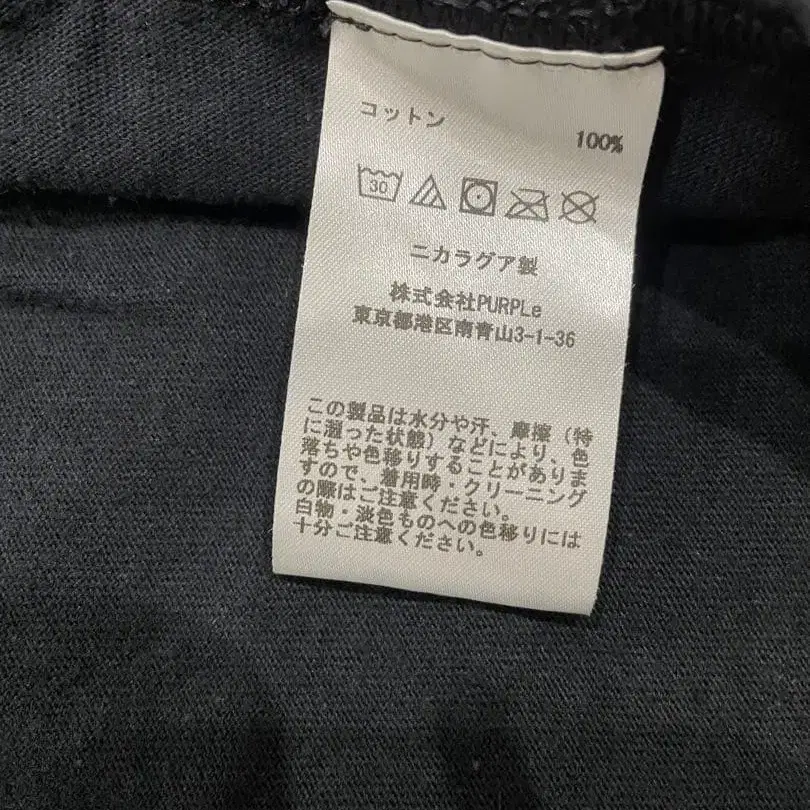 コットン
100%
30
ニカラグア製
株式会社PURPLe
東京都港区南青山3-1-36
この製品は水分や汗、摩擦（特
に湿った状態）などにより、色
落ちや色移りすることがありま
すので、着用時・クリーニング
の際はご注意ください。
白物・淡色ものへの色移りには
十分ご注意ください。